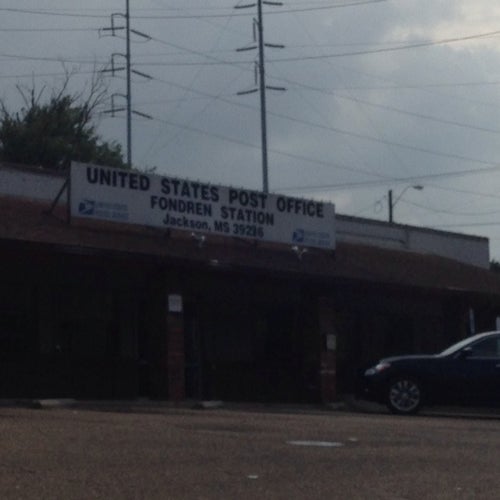 UNITED STATES POST OFFICE
FONDREN STATION
Jackson, MS 39216